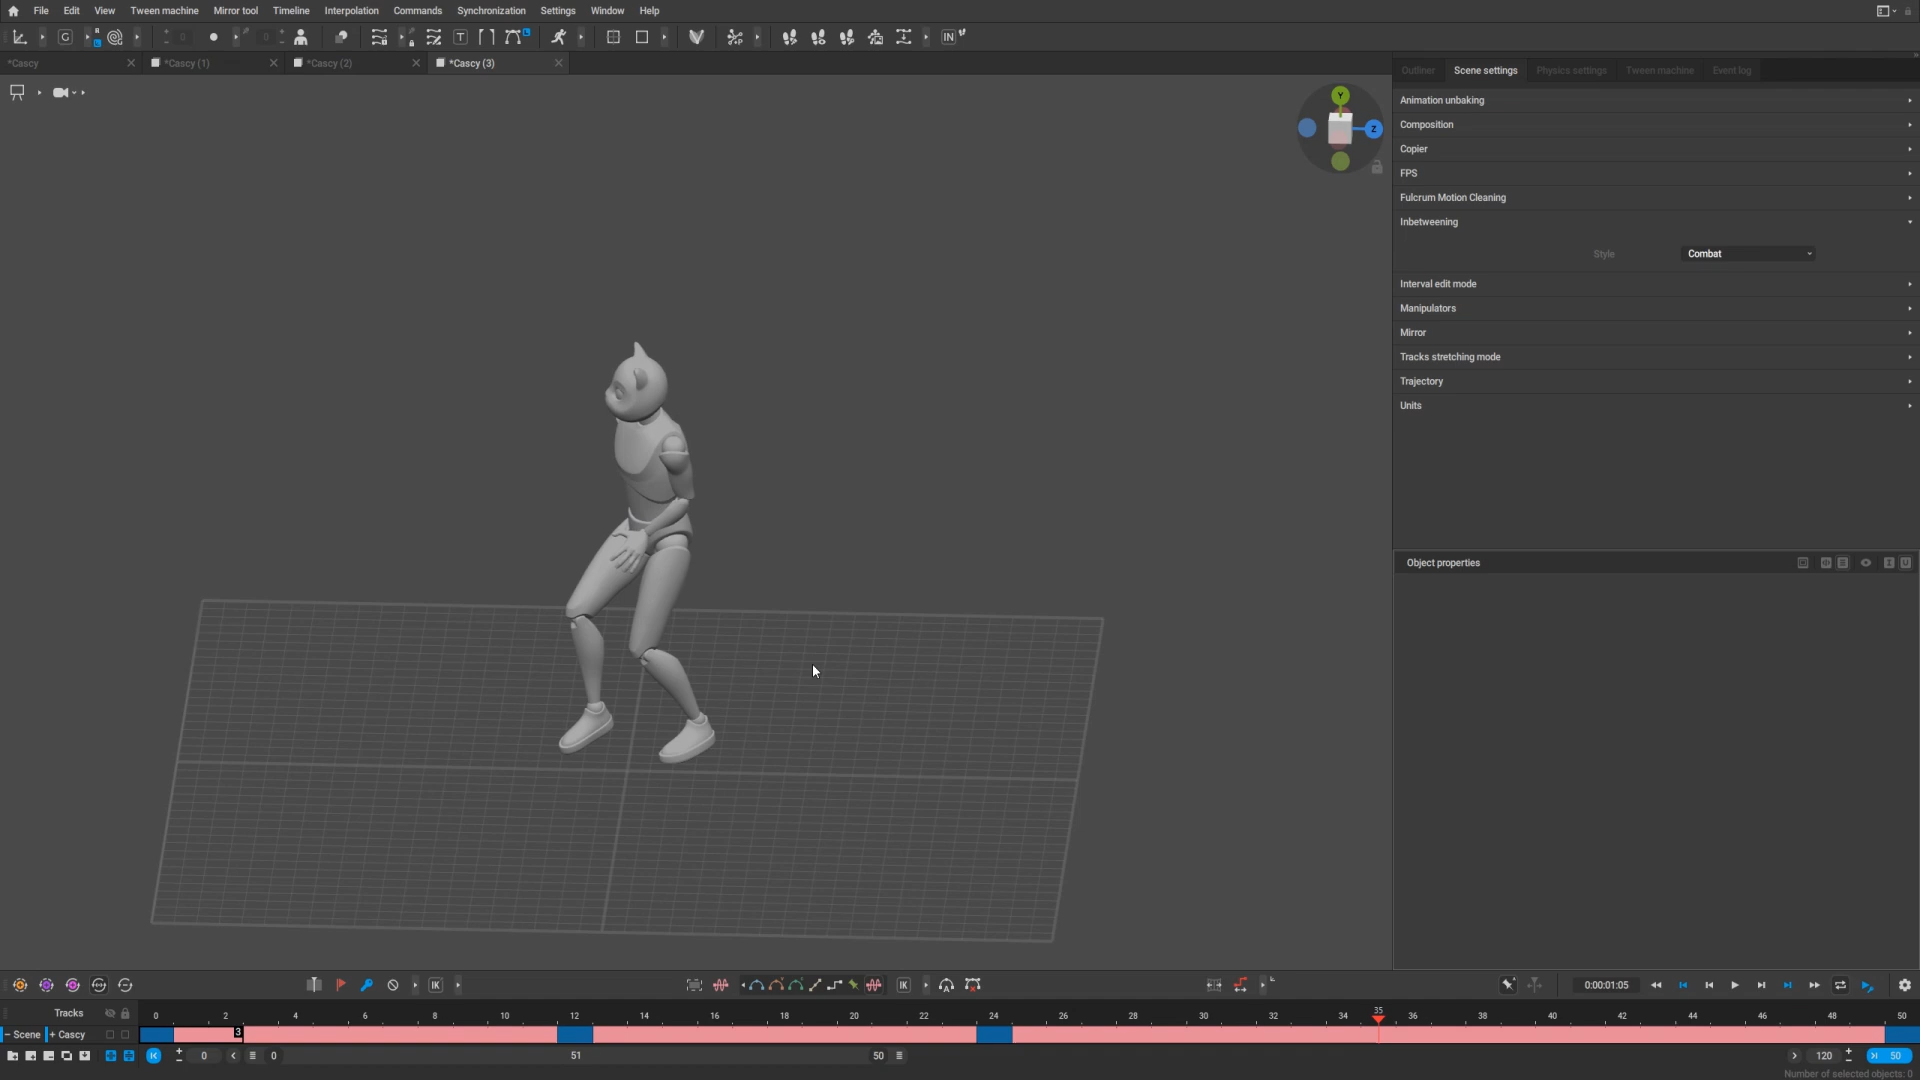 File Edit View Tween machine Mirror tool Timeline Interpolation Commands Synchronization Settings Window Help
*Cascy *Cascy (1) *Cascy (2) *Cascy (3)
Outliner Scene settings Physics settings Tween machine Event log
Animation unbaking
Composition
Copier
FPS
Fulcrum Motion Cleaning
Inbetweening
Style Combat
Interval edit mode
Manipulators
Mirror
Tracks stretching mode
Trajectory
Units
Y
Z
Object properties
IK IK 0:00:01:05
Tracks 0 2 4 6 8 10 12 14 16 18 20 22 24 26 28 30 32 34 35 36 38 40 42 44 46 48 50
Scene + Cascy 3
0 0 51 50 120 50
Number of selected objects: 0